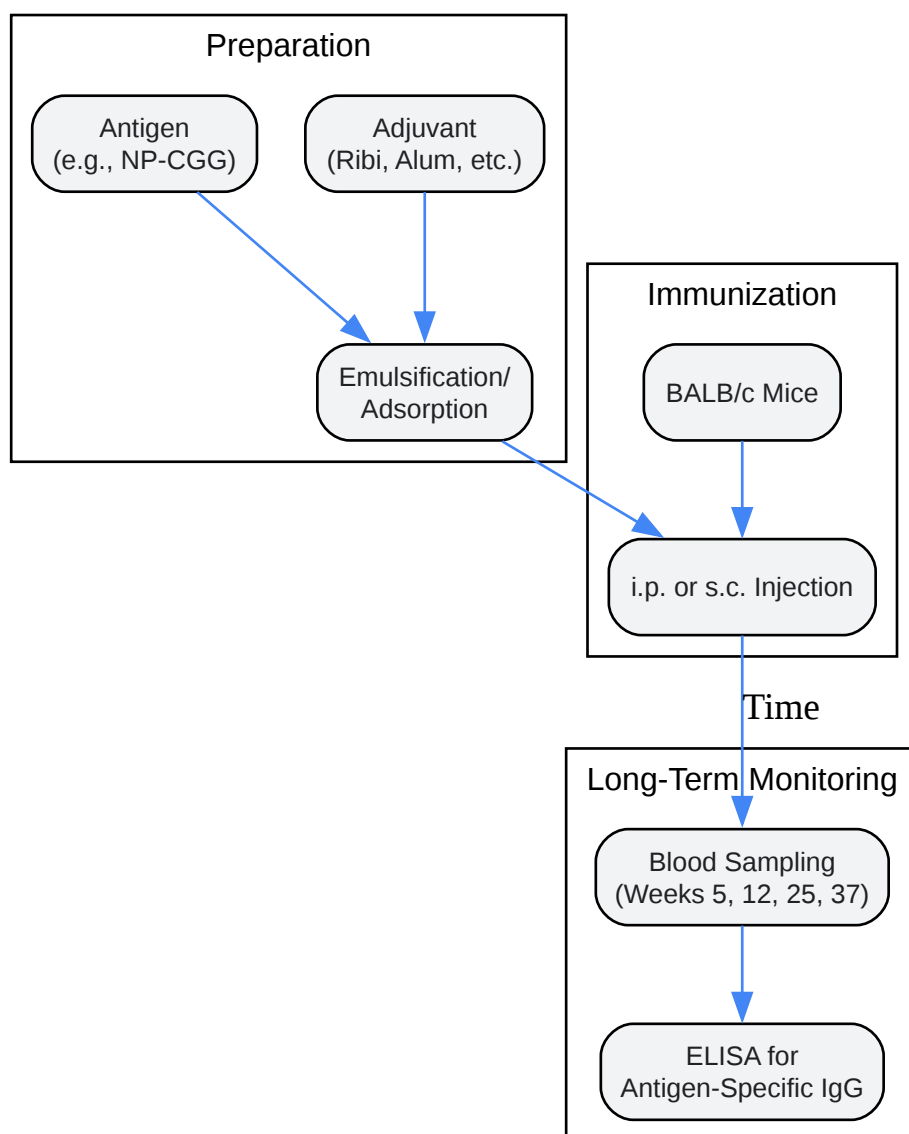 Preparation
Antigen
(e.g., NP-CGG)
Adjuvant
(Ribi, Alum, etc.)
Emulsification/
Adsorption
Immunization
BALB/c Mice
i.p. or s.c. Injection
Time
Long-Term Monitoring
Blood Sampling
(Weeks 5, 12, 25, 37)
ELISA for
Antigen-Specific IgG